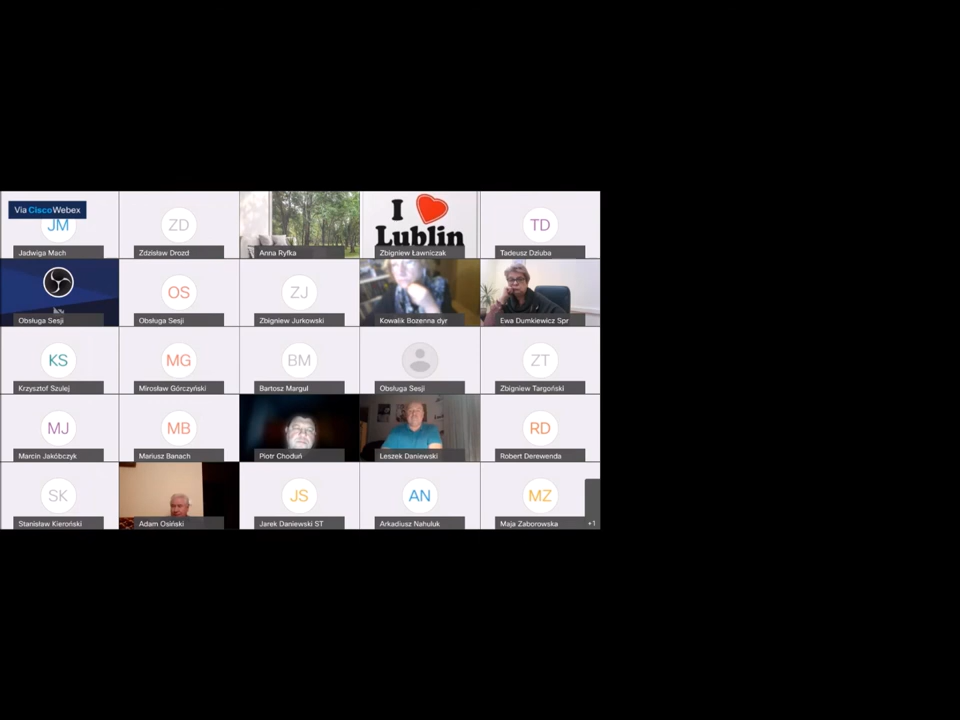 Via CiscoWebex
JM
ZD
I
Lublin
TD
Jadwiga Mach
Zdzisław Drozd
Anna Ryfka
Zbigniew Ławniczak
Tadeusz Dziuba
OS
ZJ
Obsługa Sesji
Obsługa Sesji
Zbigniew Jurkowski
Kowalik Bozenna dyr
Ewa Dumkiewicz Spr
KS
MG
BM
ZT
Krzysztof Szulej
Mirosław Górczyński
Bartosz Margul
Obsługa Sesji
Zbigniew Targoński
MJ
MB
RD
Marcin Jakóbczyk
Mariusz Banach
Piotr Choduń
Leszek Daniewski
Robert Derewenda
SK
JS
AN
MZ
Stanisław Kieroński
Adam Osiński
Jarek Daniewski ST
Arkadiusz Nahuluk
Maja Zaborowska
+1